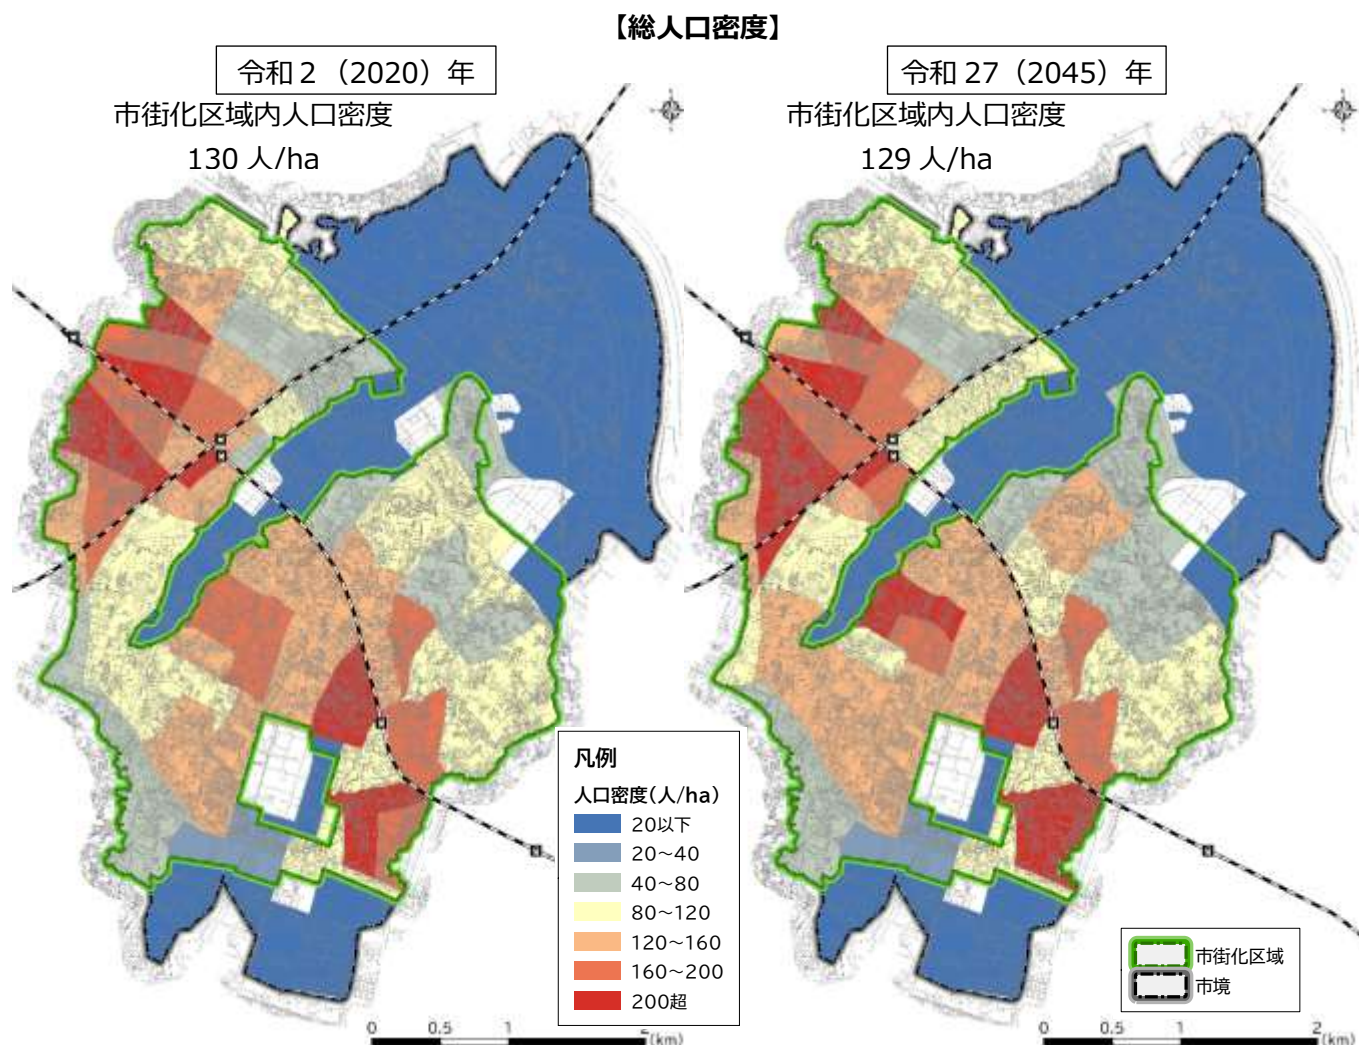 【総人口密度】
令和2（2020）年
市街化区域内人口密度
130 人/ha
令和 27（2045）年
市街化区域内人口密度
129 人/ha
凡例
人口密度(人/ha)
20以下
20～40
40～80
80～120
120～160
160～200
200超
市街化区域
市境
0 0.5 1 2
(km)
0 0.5 1 2
(km)